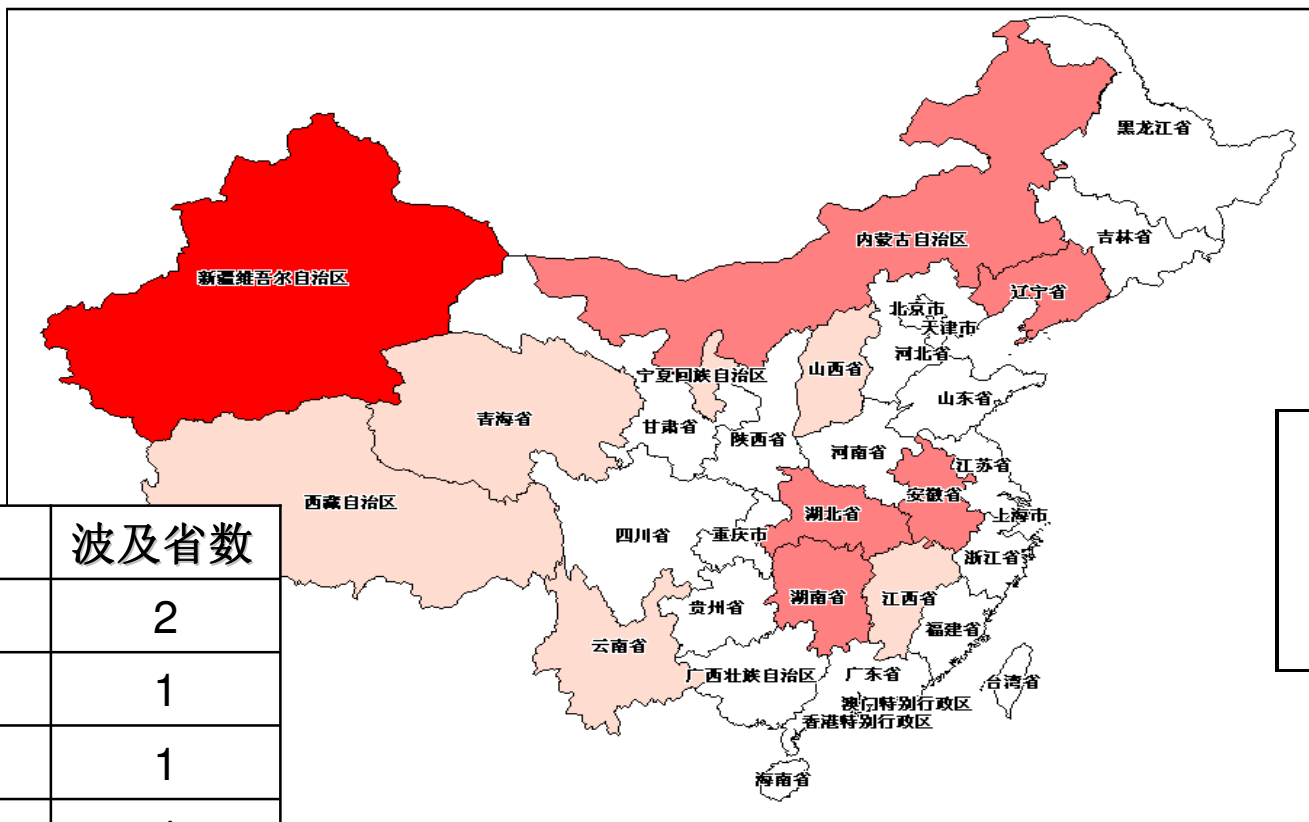 黑龙江省
内蒙古自治区
吉林省
新疆维吾尔自治区
辽宁省
北京市
天津市
河北省
山西省
宁夏回族自治区
山东省
青海省
甘肃省
陕西省
河南省
江苏省
西藏自治区
安徽省
湖北省
上海市
四川省
重庆市
浙江省
湖南省
江西省
贵州省
福建省
云南省
广西壮族自治区
广东省
台湾省
澳门特别行政区
香港特别行政区
海南省
波及省数
2
1
1